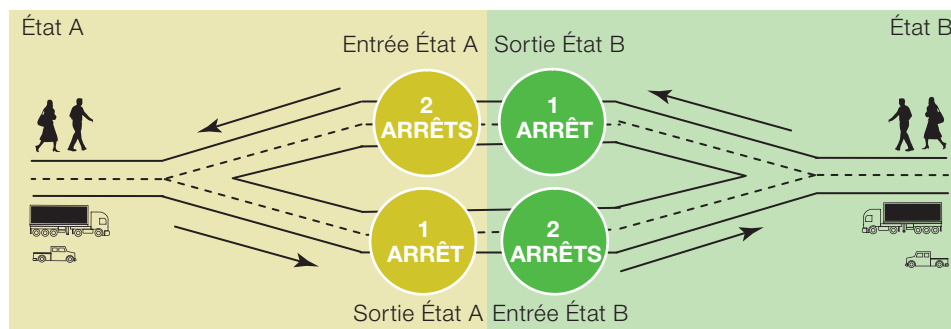 État A
État B
Entrée État A
Sortie État B
2
ARRÊTS
1
ARRÊT
1
ARRÊT
2
ARRÊTS
Sortie État A
Entrée État B